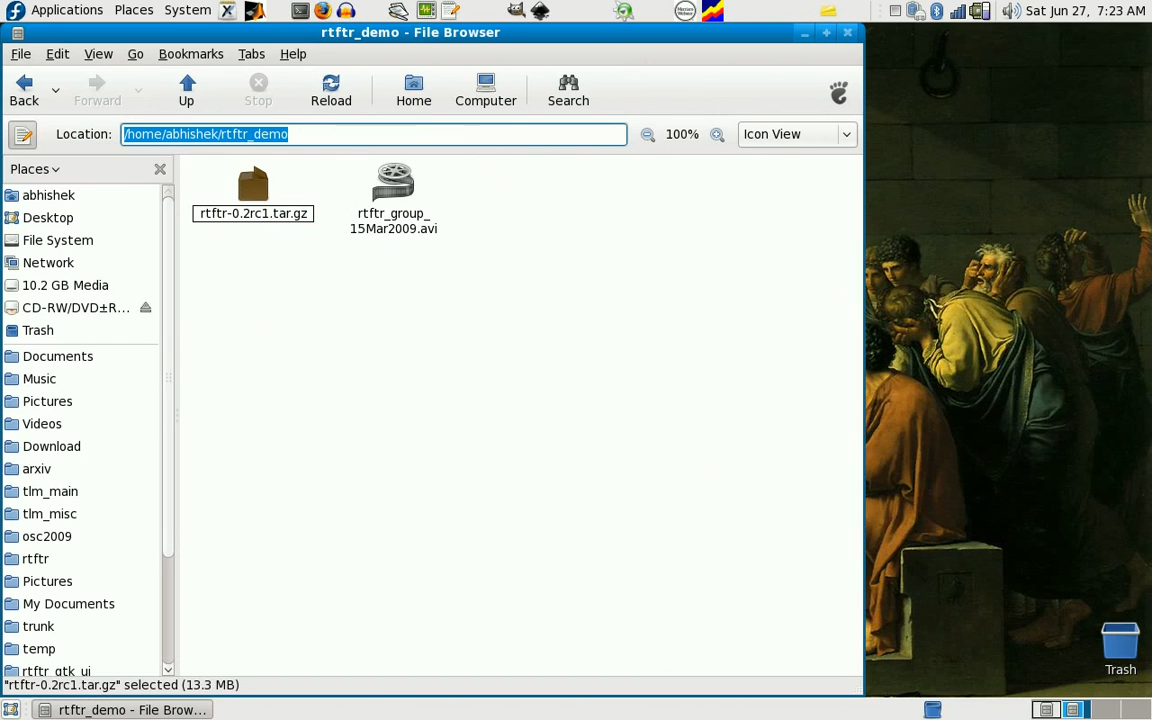 Applications Places System
Sat Jun 27, 7:23 AM
rtftr_demo - File Browser
File Edit View Go Bookmarks Tabs Help
Back Forward Up Stop Reload Home Computer Search
Location: /home/abhishek/rtftr_demo 100% Icon View
Places
abhishek
Desktop
File System
Network
10.2 GB Media
CD-RW/DVD±R...
Trash
Documents
Music
Pictures
Videos
Download
arxiv
tlm_main
tlm_misc
osc2009
rtftr
Pictures
My Documents
trunk
temp
rtftr_gtk_ui
rtftr-0.2rc1.tar.gz
rtftr_group_
15Mar2009.avi
"rtftr-0.2rc1.tar.gz" selected (13.3 MB)
Trash
rtftr_demo - File Brow...